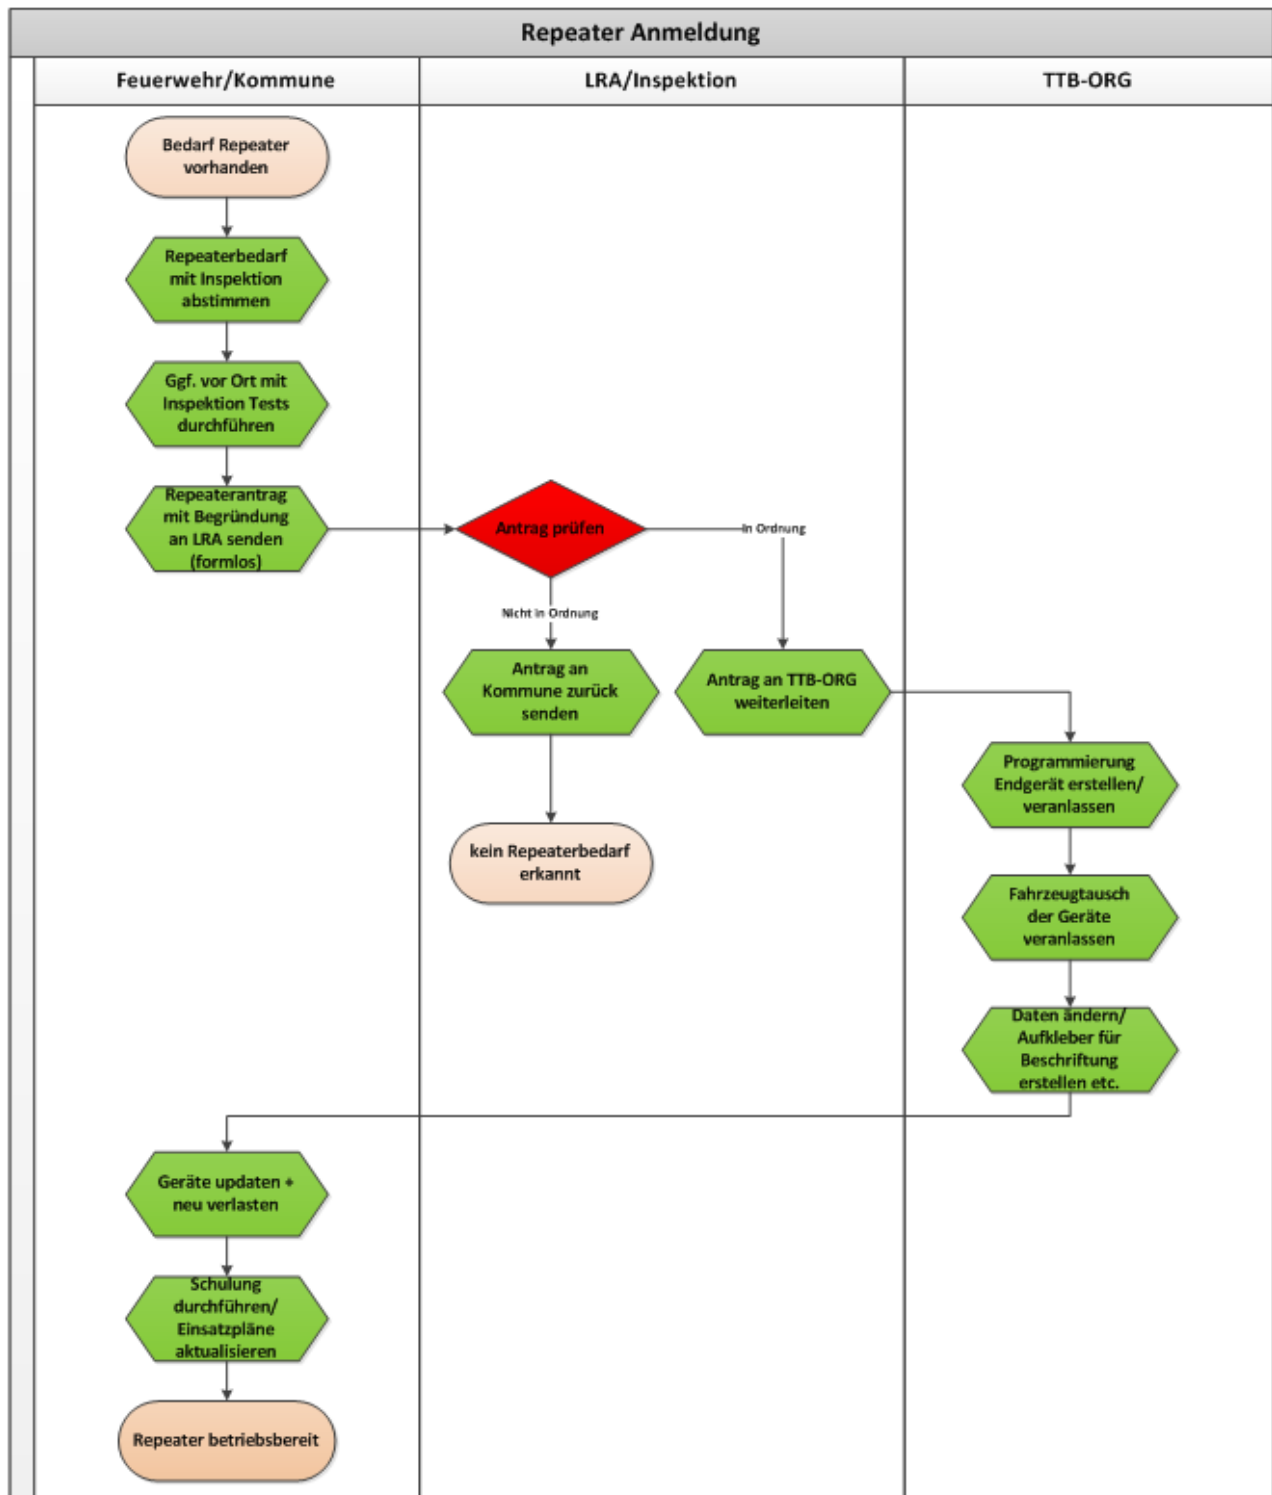 Repeater Anmeldung
Feuerwehr/Kommune
LRA/Inspektion
TTB-ORG
Bedarf Repeater
vorhanden
Repeaterbedarf
mit Inspektion
abstimmen
Ggf. vor Ort mit
Inspektion Tests
durchführen
Repeaterantrag
mit Begründung
an LRA senden
(formlos)
Antrag prüfen
In Ordnung
Nicht in Ordnung
Antrag an
Kommune zurück
senden
Antrag an TTB-ORG
weiterleiten
Programmierung
Endgerät erstellen/
veranlassen
kein Repeaterbedarf
erkannt
Fahrzeugtausch
der Geräte
veranlassen
Daten ändern/
Aufkleber für
Beschriftung
erstellen etc.
Geräte updaten +
neu verlasten
Schulung
durchführen/
Einsatzpläne
aktualisieren
Repeater betriebsbereit